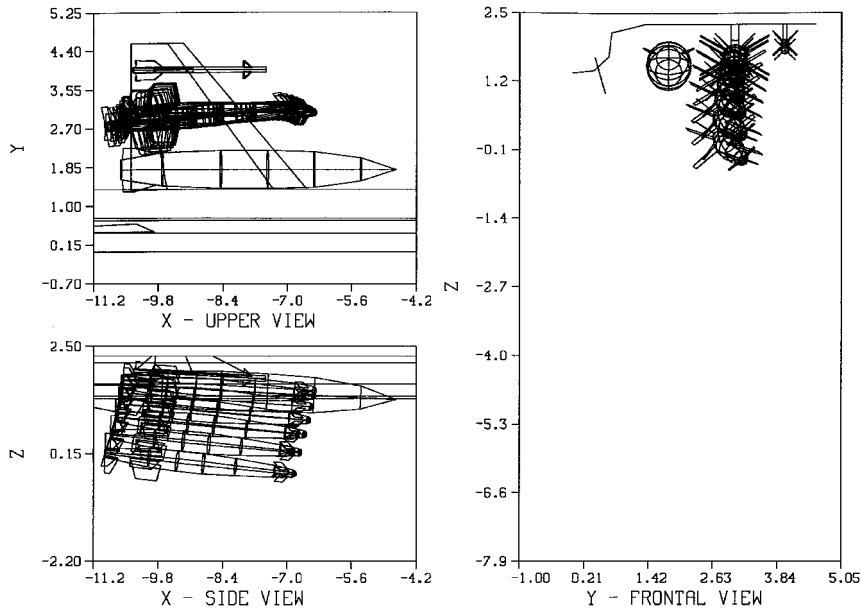 5.25
4.40
3.55
2.70
1.85
1.00
0.15
-0.70
Y
-11.2 -9.8 -8.4 -7.0 -5.6 -4.2
X - UPPER VIEW
2.50
0.15
-2.20
Z
-11.2 -9.8 -8.4 -7.0 -5.6 -4.2
X - SIDE VIEW
2.5
1.2
-0.1
-1.4
-2.7
-4.0
-5.3
-6.6
-7.9
Z
-1.00 0.21 1.42 2.63 3.84 5.05
Y - FRONTAL VIEW